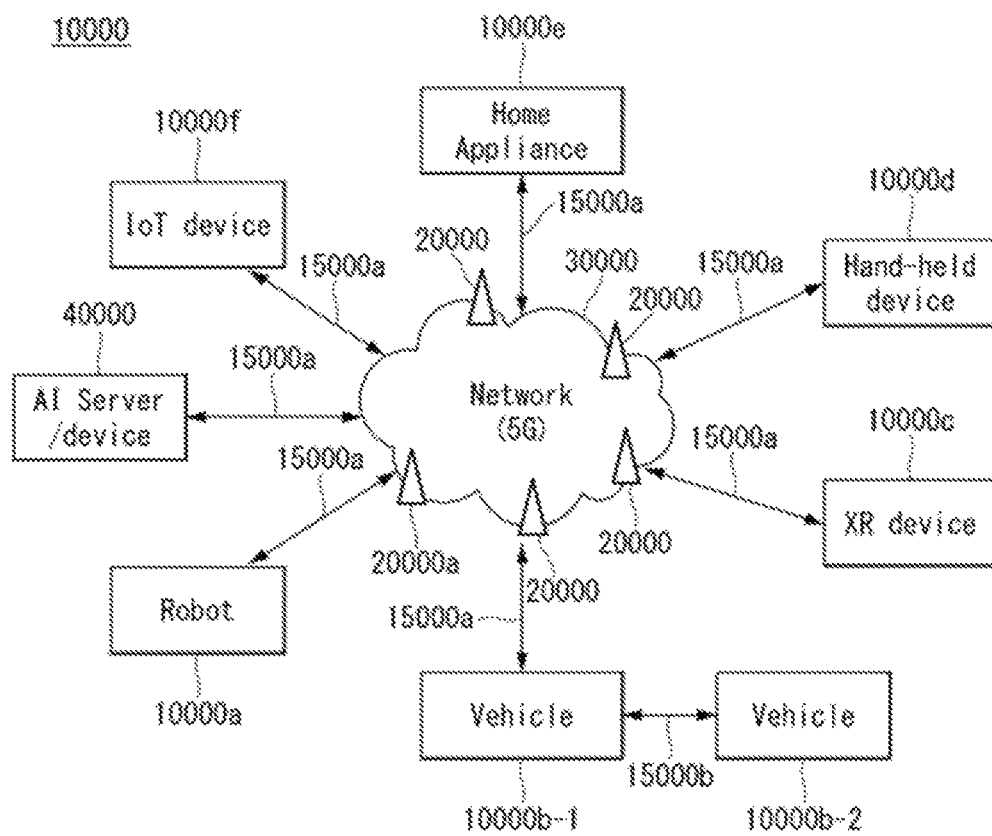 10000
10000e
Home
Appliance
10000f
IoT device
15000a
10000d
Hand-held
device
20000
30000
15000a
20000
15000a
40000
AI Server
/device
15000a
Network
(5G)
15000a
10000c
XR device
15000a
20000a
20000
20000
Robot
10000a
15000a
Vehicle
Vehicle
15000b
10000b-1
10000b-2